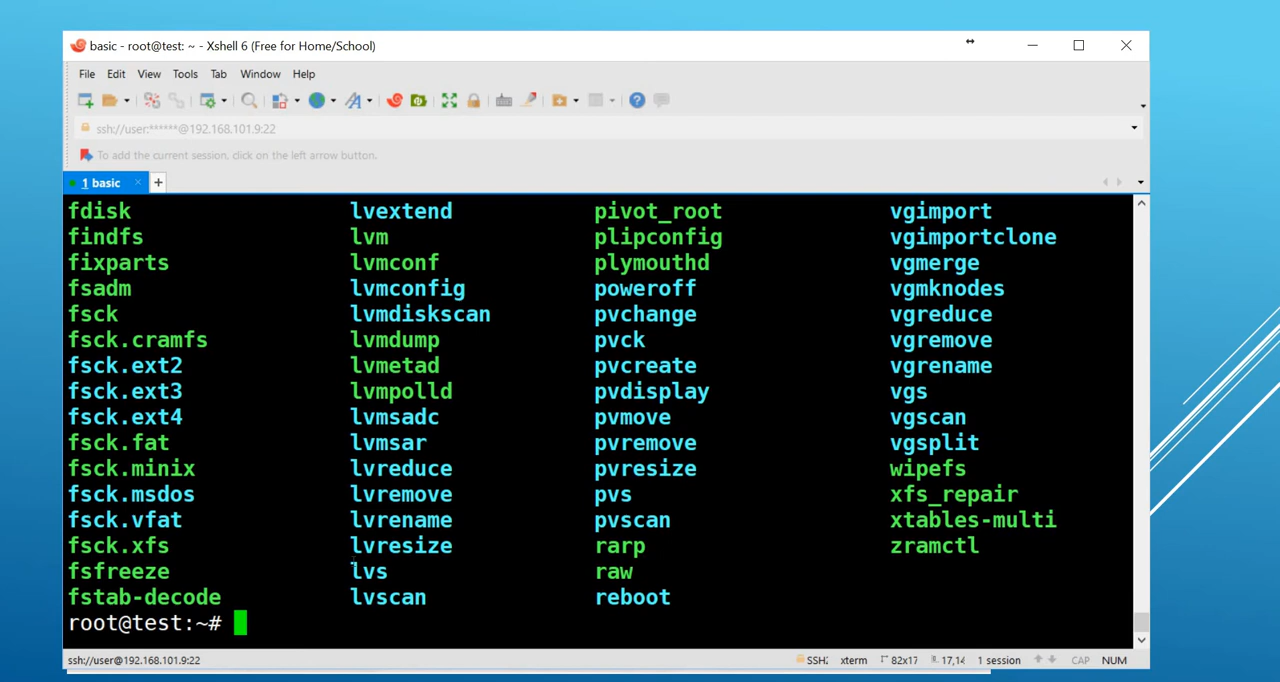 basic - root@test: ~ - Xshell 6 (Free for Home/School)
File Edit View Tools Tab Window Help
ssh://user:******@192.168.101.9:22
To add the current session, click on the left arrow button.
1 basic
fdisk lvextend pivot_root vgimport
findfs lvm plipconfig vgimportclone
fixparts lvmconf plymouthd vgmerge
fsadm lvmconfig poweroff vgmknodes
fsck lvmdiskscan pvchange vgreduce
fsck.cramfs lvmdump pvck vgremove
fsck.ext2 lvmetad pvcreate vgrename
fsck.ext3 lvmpolld pvdisplay vgs
fsck.ext4 lvmsadc pvmove vgscan
fsck.fat lvmsar pvremove vgsplit
fsck.minix lvreduce pvresize wipefs
fsck.msdos lvremove pvs xfs_repair
fsck.vfat lvrename pvscan xtables-multi
fsck.xfs lvresize rarp zramctl
fsfreeze lvs raw
fstab-decode lvscan reboot
root@test:~#
ssh://user@192.168.101.9:22 SSH2 xterm 82x17 17,14 1 session CAP NUM